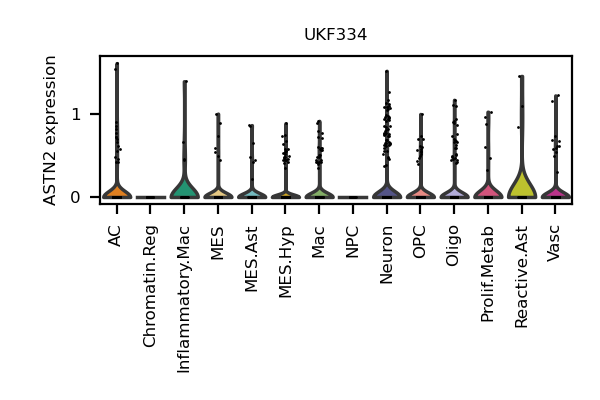 UKF334
ASTN2 expression
1
0
AC
Chromatin.Reg
Inflammatory.Mac
MES
MES.Ast
MES.Hyp
Mac
NPC
Neuron
OPC
Oligo
Prolif.Metab
Reactive.Ast
Vasc